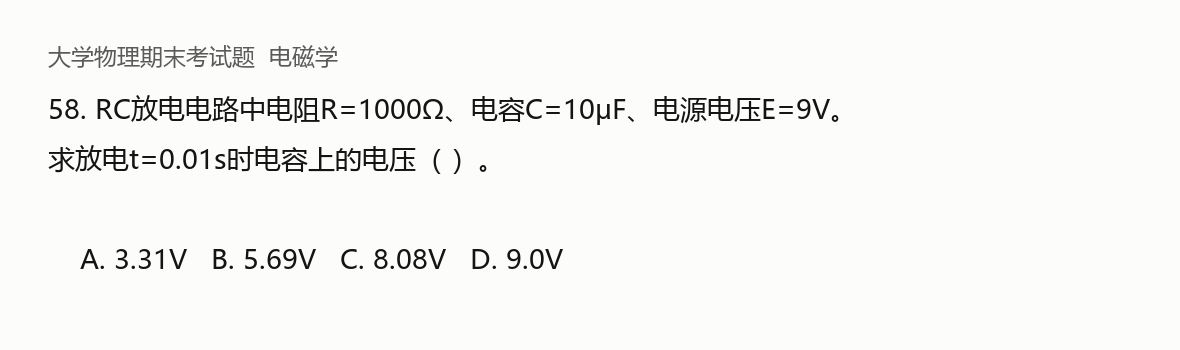 大学物理期末考试题 电磁学
58. RC放电电路中电阻R=1000Ω、电容C=10μF、电源电压E=9V。
求放电t=0.01s时电容上的电压（ ）。
A. 3.31V B. 5.69V C. 8.08V D. 9.0V